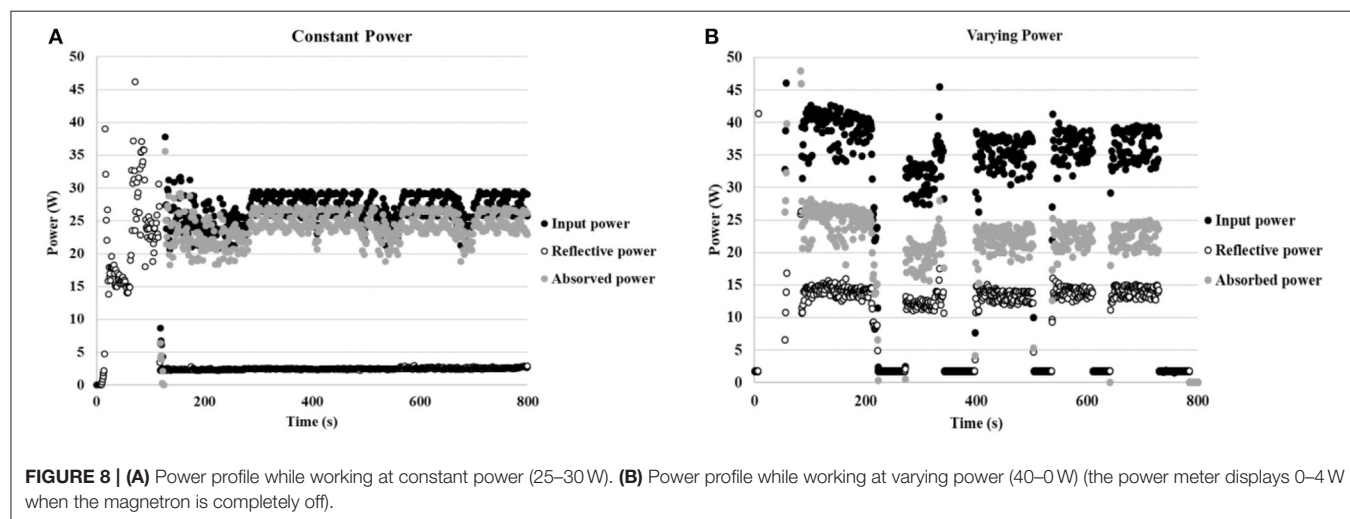 A
Constant Power
50
45
40
35
30
25
20
15
10
5
0
Power (W)
0
200
400
600
800
Time (s)
Input power
Reflective power
Absorved power
B
Varying Power
50
45
40
35
30
25
20
15
10
5
0
Power (W)
0
200
400
600
800
Time (s)
Input power
Reflective power
Absorbed power
FIGURE 8 | (A) Power profile while working at constant power (25–30 W). (B) Power profile while working at varying power (40–0 W) (the power meter displays 0–4 W
when the magnetron is completely off).